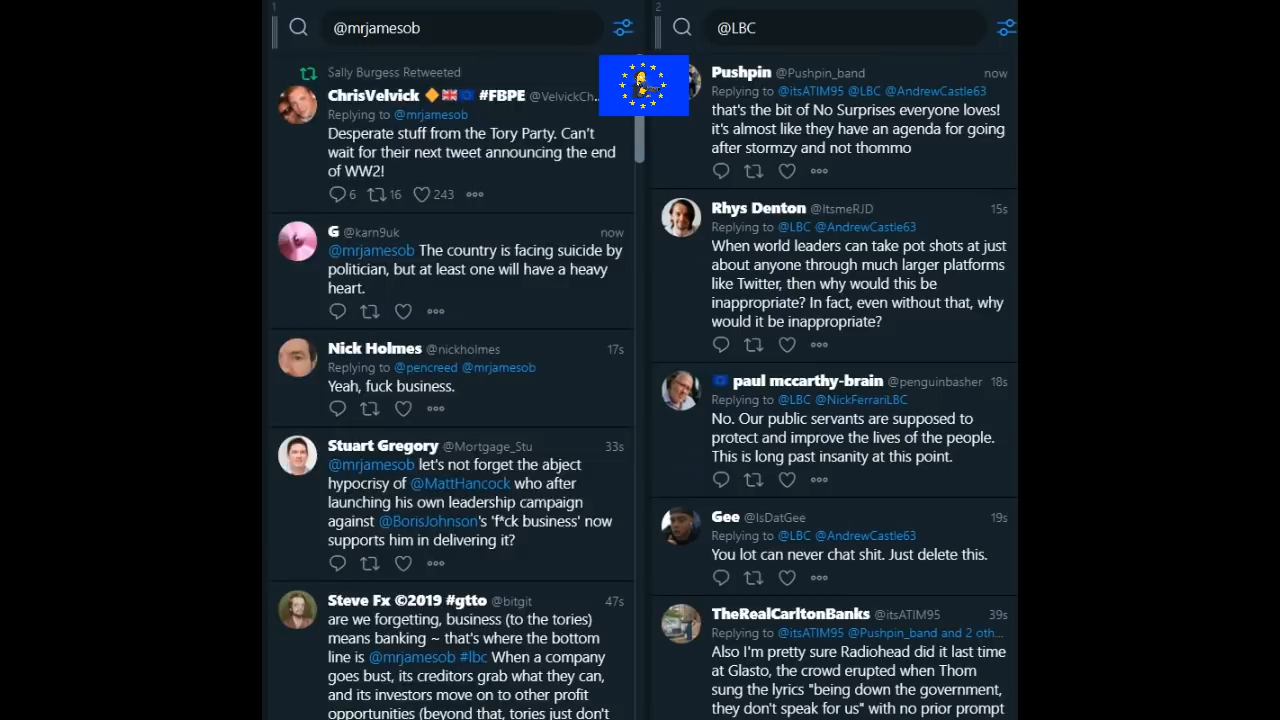 1
@mrjamesob
Sally Burgess Retweeted
ChrisVelvick 🔶🇬🇧🇪🇺 #FBPE @VelvickCh...
Replying to @mrjamesob
Desperate stuff from the Tory Party. Can't
wait for their next tweet announcing the end
of WW2!
6 16 243
G @karn9uk now
@mrjamesob The country is facing suicide by
politician, but at least one will have a heavy
heart.
Nick Holmes @nickholmes 17s
Replying to @pencreed @mrjamesob
Yeah, fuck business.
Stuart Gregory @Mortgage_Stu 33s
@mrjamesob let's not forget the abject
hypocrisy of @MattHancock who after
launching his own leadership campaign
against @BorisJohnson's 'f*ck business' now
supports him in delivering it?
Steve Fx ©2019 #gtto @bitgit 47s
are we forgetting, business (to the tories)
means banking ~ that's where the bottom
line is @mrjamesob #lbc When a company
goes bust, its creditors grab what they can,
and its investors move on to other profit
opportunities (beyond that, tories just don't
2
@LBC
Pushpin @Pushpin_band now
Replying to @itsATIM95 @LBC @AndrewCastle63
that's the bit of No Surprises everyone loves!
it's almost like they have an agenda for going
after stormzy and not thommo
Rhys Denton @ItsmeRJD 15s
Replying to @LBC @AndrewCastle63
When world leaders can take pot shots at just
about anyone through much larger platforms
like Twitter, then why would this be
inappropriate? In fact, even without that, why
would it be inappropriate?
🇪🇺 paul mccarthy-brain @penguinbasher 18s
Replying to @LBC @NickFerrariLBC
No. Our public servants are supposed to
protect and improve the lives of the people.
This is long past insanity at this point.
Gee @IsDatGee 19s
Replying to @LBC @AndrewCastle63
You lot can never chat shit. Just delete this.
TheRealCarltonBanks @itsATIM95 39s
Replying to @itsATIM95 @Pushpin_band and 2 oth...
Also I'm pretty sure Radiohead did it last time
at Glasto, the crowd erupted when Thom
sung the lyrics "being down the government,
they don't speak for us" with no prior prompt